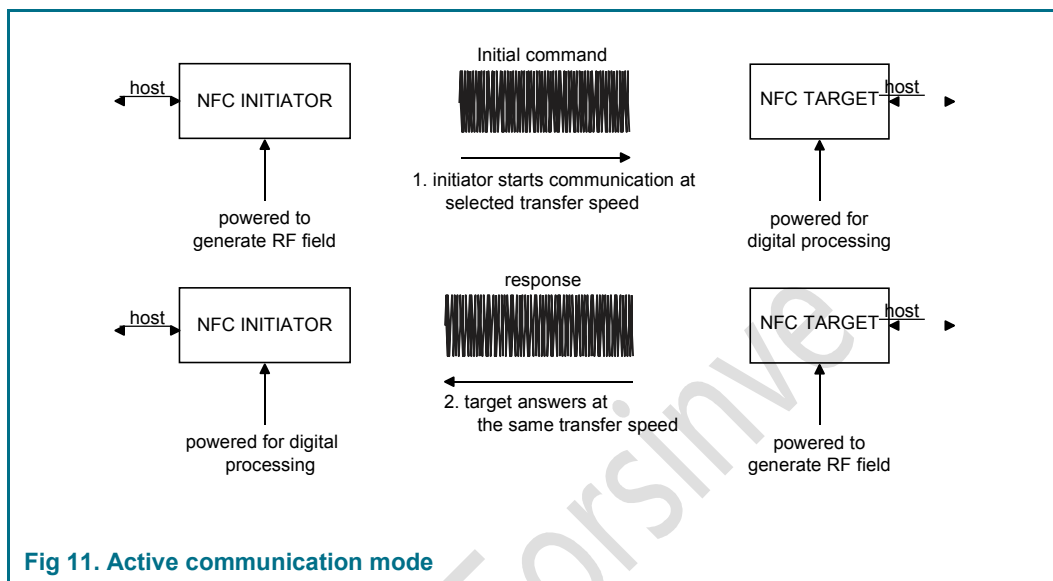 Initial command
host
NFC INITIATOR
NFC TARGET
host
1. initiator starts communication at
selected transfer speed
powered to
generate RF field
powered for
digital processing
response
host
NFC INITIATOR
NFC TARGET
host
2. target answers at
the same transfer speed
powered for digital
processing
powered to
generate RF field
Forsinve
Fig 11. Active communication mode